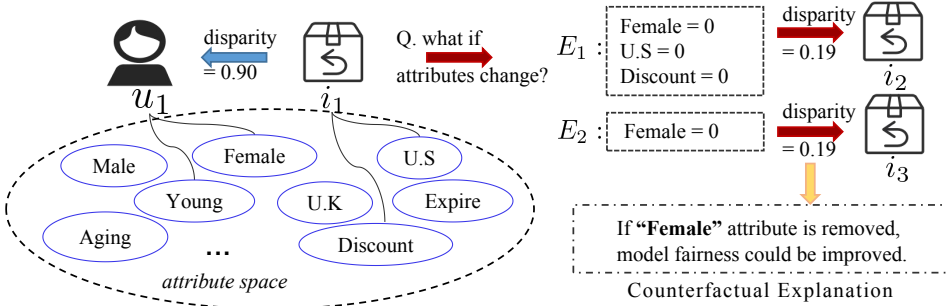 disparity
= 0.90
u₁
i₁
Q. what if
attributes change?
E₁ :
Female = 0
U.S = 0
Discount = 0
disparity
= 0.19
i₂
E₂ :
Female = 0
disparity
= 0.19
i₃
Male
Female
U.S
Young
U.K
Expire
Aging
...
Discount
attribute space
If “Female” attribute is removed,
model fairness could be improved.
Counterfactual Explanation